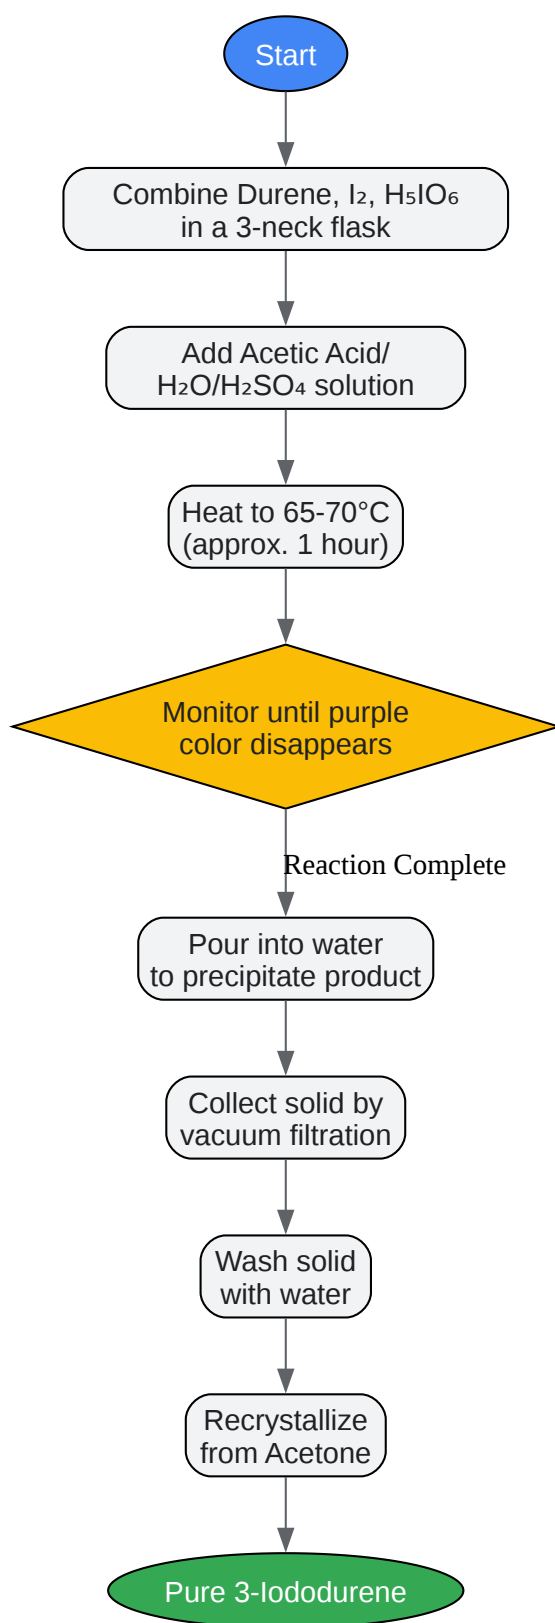 Start
Combine Durene, I₂, H₅IO₆
in a 3-neck flask
Add Acetic Acid/
H₂O/H₂SO₄ solution
Heat to 65-70°C
(approx. 1 hour)
Monitor until purple
color disappears
Reaction Complete
Pour into water
to precipitate product
Collect solid by
vacuum filtration
Wash solid
with water
Recrystallize
from Acetone
Pure 3-Iododurene